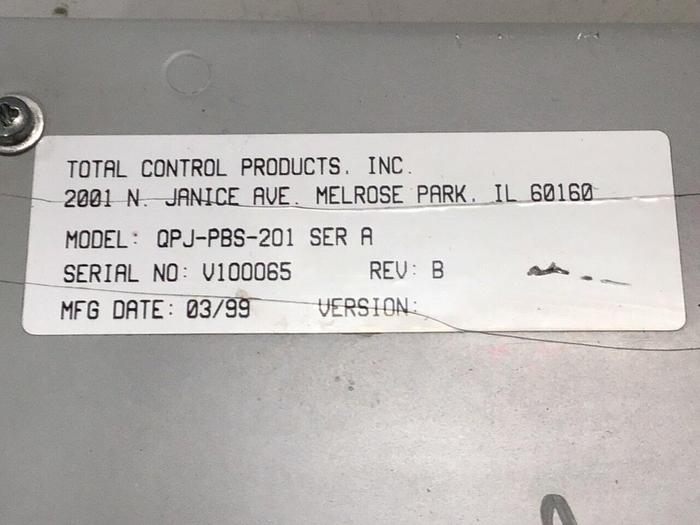 TOTAL CONTROL PRODUCTS, INC.
2001 N. JANICE AVE. MELROSE PARK, IL 60160
MODEL: QPJ-PBS-201 SER A
SERIAL NO: V100065 REV: B
MFG DATE: 03/99 VERSION: